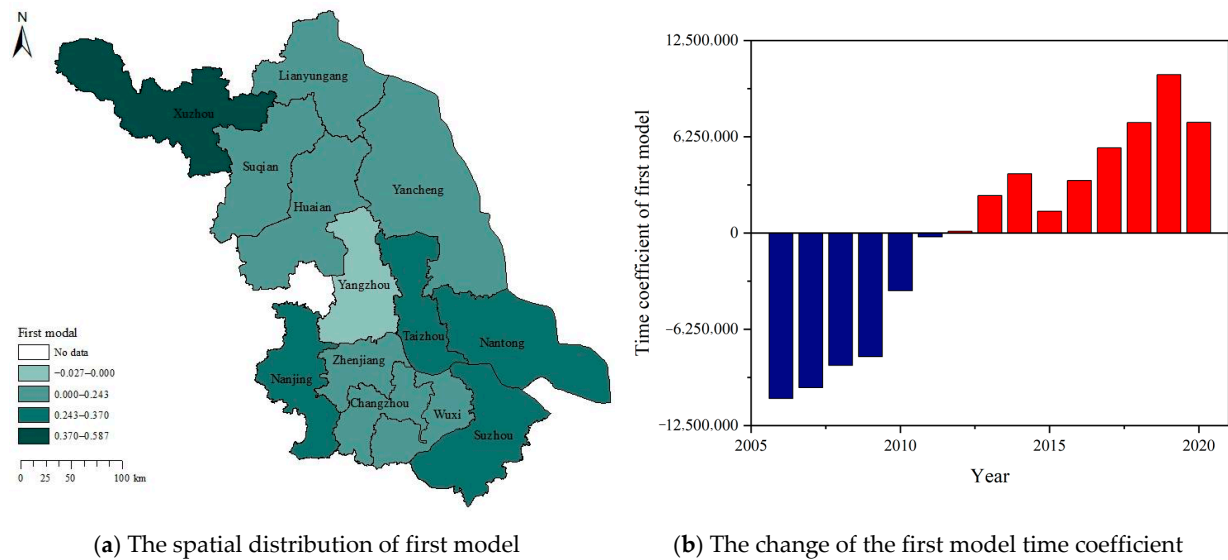 N
Lianyungang
Xuzhou
Suqian
Yancheng
Huaian
Yangzhou
Taizhou
Nantong
Zhenjiang
Nanjing
Changzhou
Wuxi
Suzhou
First modal
No data
−0.027–0.000
0.000–0.243
0.243–0.370
0.370–0.587
0 25 50 100 km
(a) The spatial distribution of first model
Time coefficient of first model
12,500.000
6,250.000
0
−6,250.000
−12,500.000
2005 2010 2015 2020
Year
(b) The change of the first model time coefficient